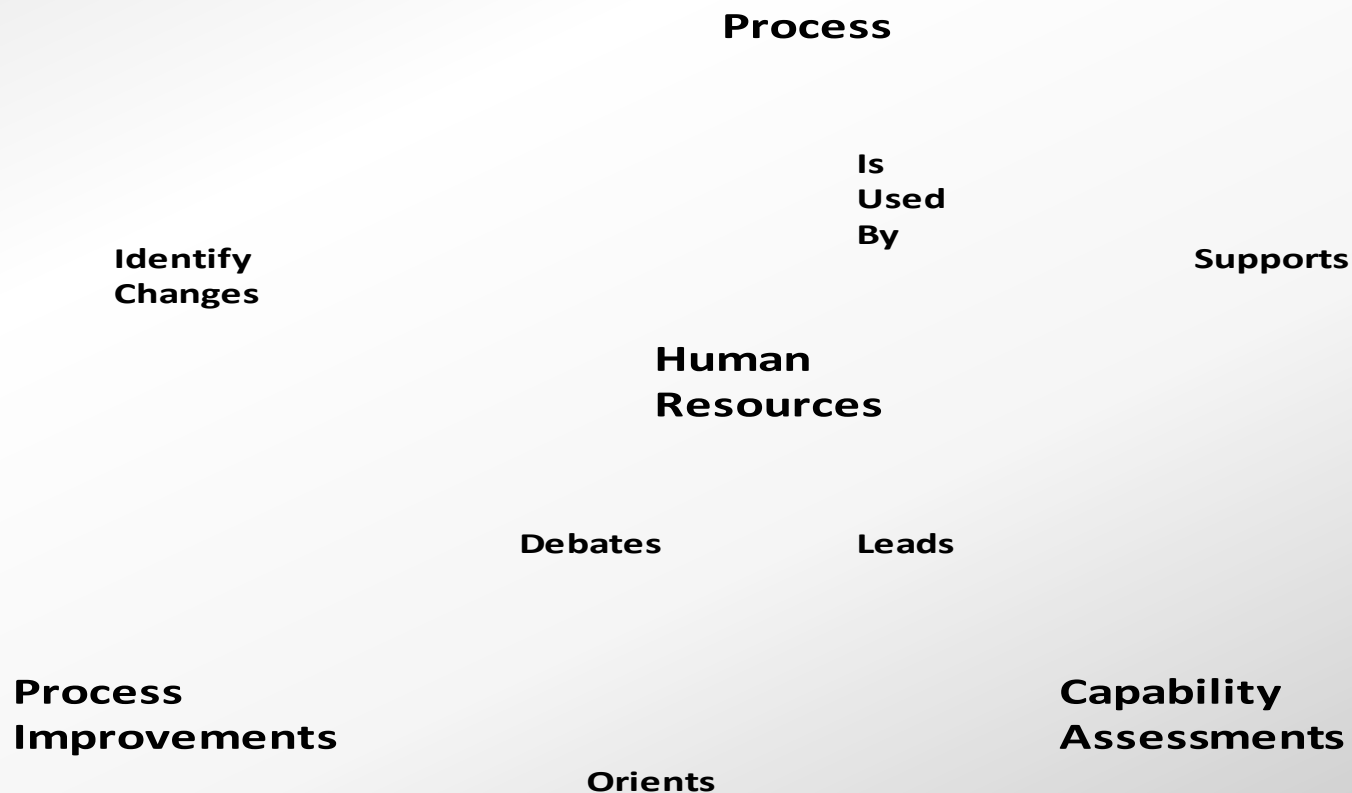 Process
Is
Used
By
Identify
Changes
Supports
Human
Resources
Debates
Leads
Process
Improvements
Capability
Assessments
Orients